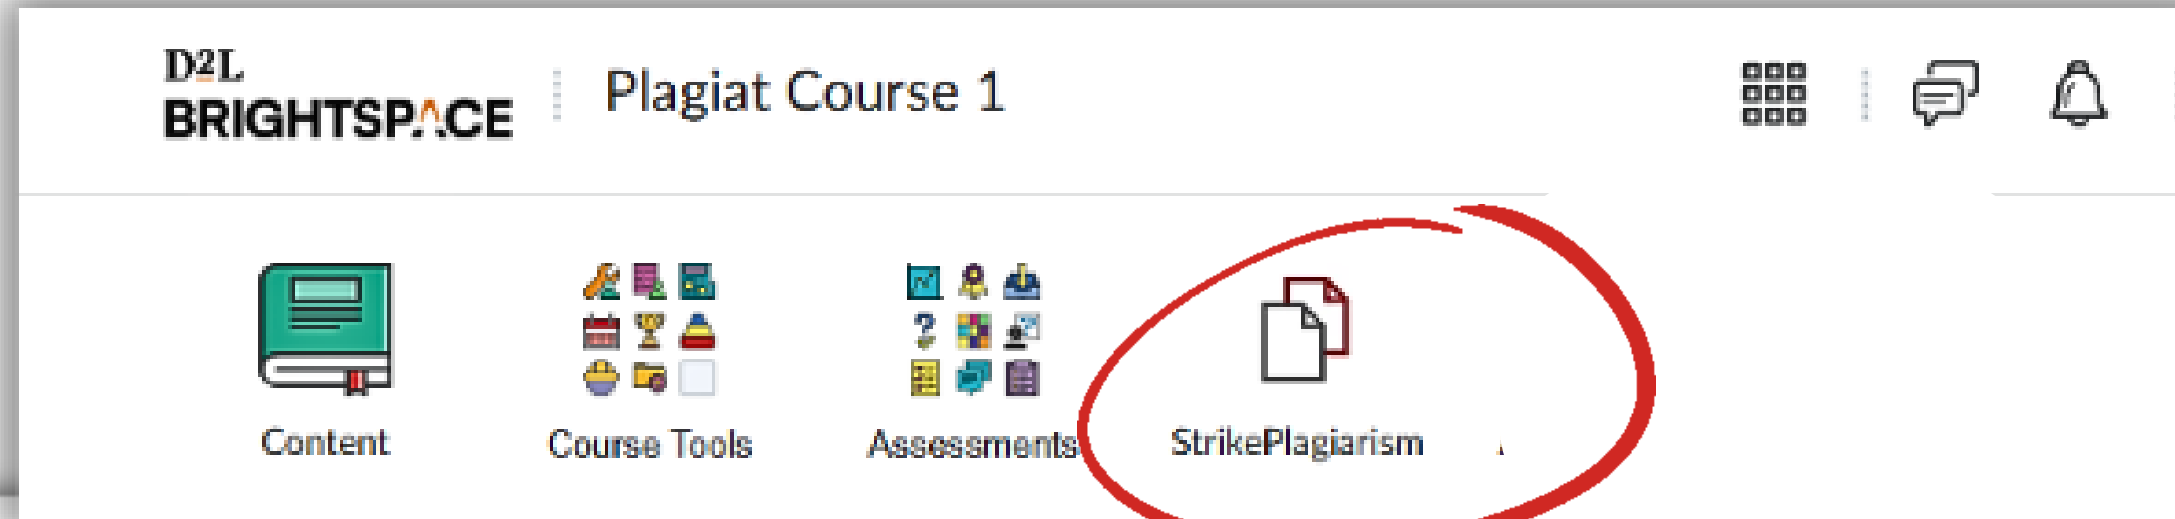 D2L
BRIGHTSPACE
Plagiat Course 1
Content
Course Tools
Assessments
StrikePlagiarism